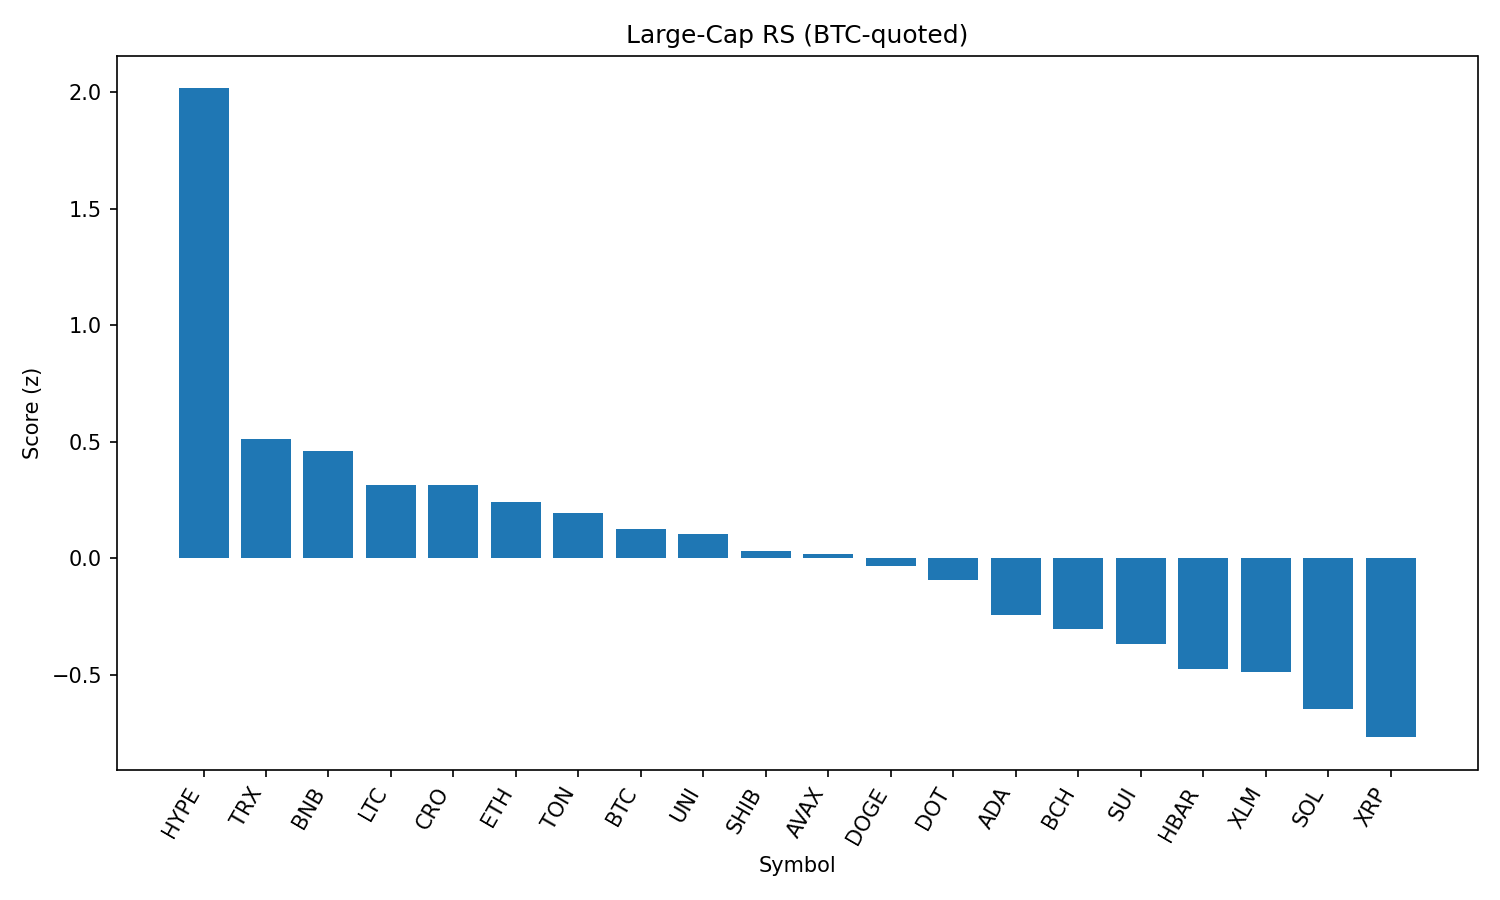 Large-Cap RS (BTC-quoted)
Score (z)
2.0
1.5
1.0
0.5
0.0
−0.5
HYPE
TRX
BNB
LTC
CRO
ETH
TON
BTC
UNI
SHIB
AVAX
DOGE
DOT
ADA
BCH
SUI
HBAR
XLM
SOL
XRP
Symbol